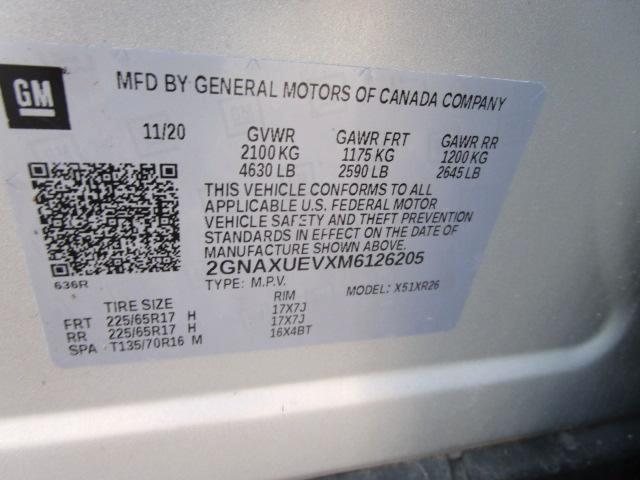 GM
MFD BY GENERAL MOTORS OF CANADA COMPANY
11/20 GVWR GAWR FRT GAWR RR
2100 KG 1175 KG 1200 KG
4630 LB 2590 LB 2645 LB
THIS VEHICLE CONFORMS TO ALL
APPLICABLE U.S. FEDERAL MOTOR
VEHICLE SAFETY AND THEFT PREVENTION
STANDARDS IN EFFECT ON THE DATE OF
MANUFACTURE SHOWN ABOVE.
2GNAXUEVXM6126205
636R
TYPE: M.P.V. MODEL: X51XR26
TIRE SIZE RIM
FRT 225/65R17 H 17X7J
RR 225/65R17 H 17X7J
SPA T135/70R16 M 16X4BT